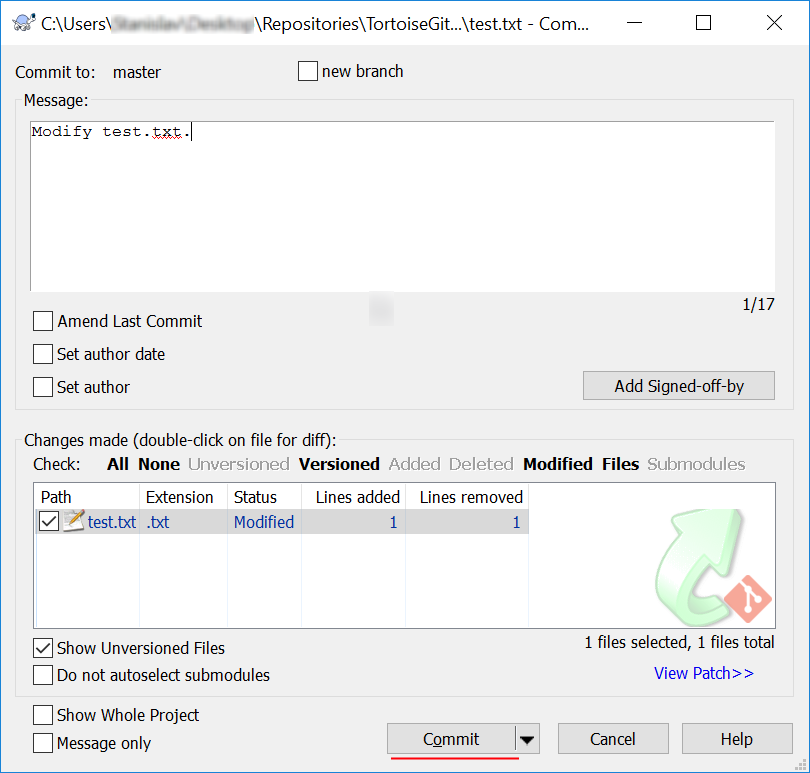 C:\Users\ \Repositories\TortoiseGit...\test.txt - Com...
Commit to: master new branch
Message:
Modify test.txt.
1/17
Amend Last Commit
Set author date
Set author
Add Signed-off-by
Changes made (double-click on file for diff):
Check: All None Unversioned Versioned Added Deleted Modified Files Submodules
Path Extension Status Lines added Lines removed
test.txt .txt Modified 1 1
Show Unversioned Files
1 files selected, 1 files total
Do not autoselect submodules
View Patch>>
Show Whole Project
Message only
Commit Cancel Help